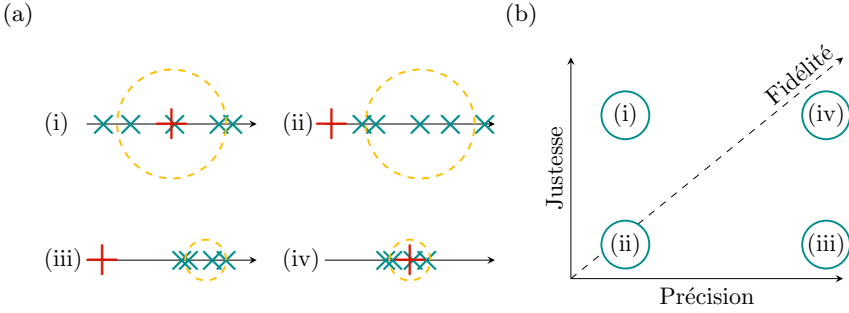 (a)
(i)
(ii)
(iii)
(iv)
(b)
Justesse
Fidélité
(i)
(iv)
(ii)
(iii)
Précision